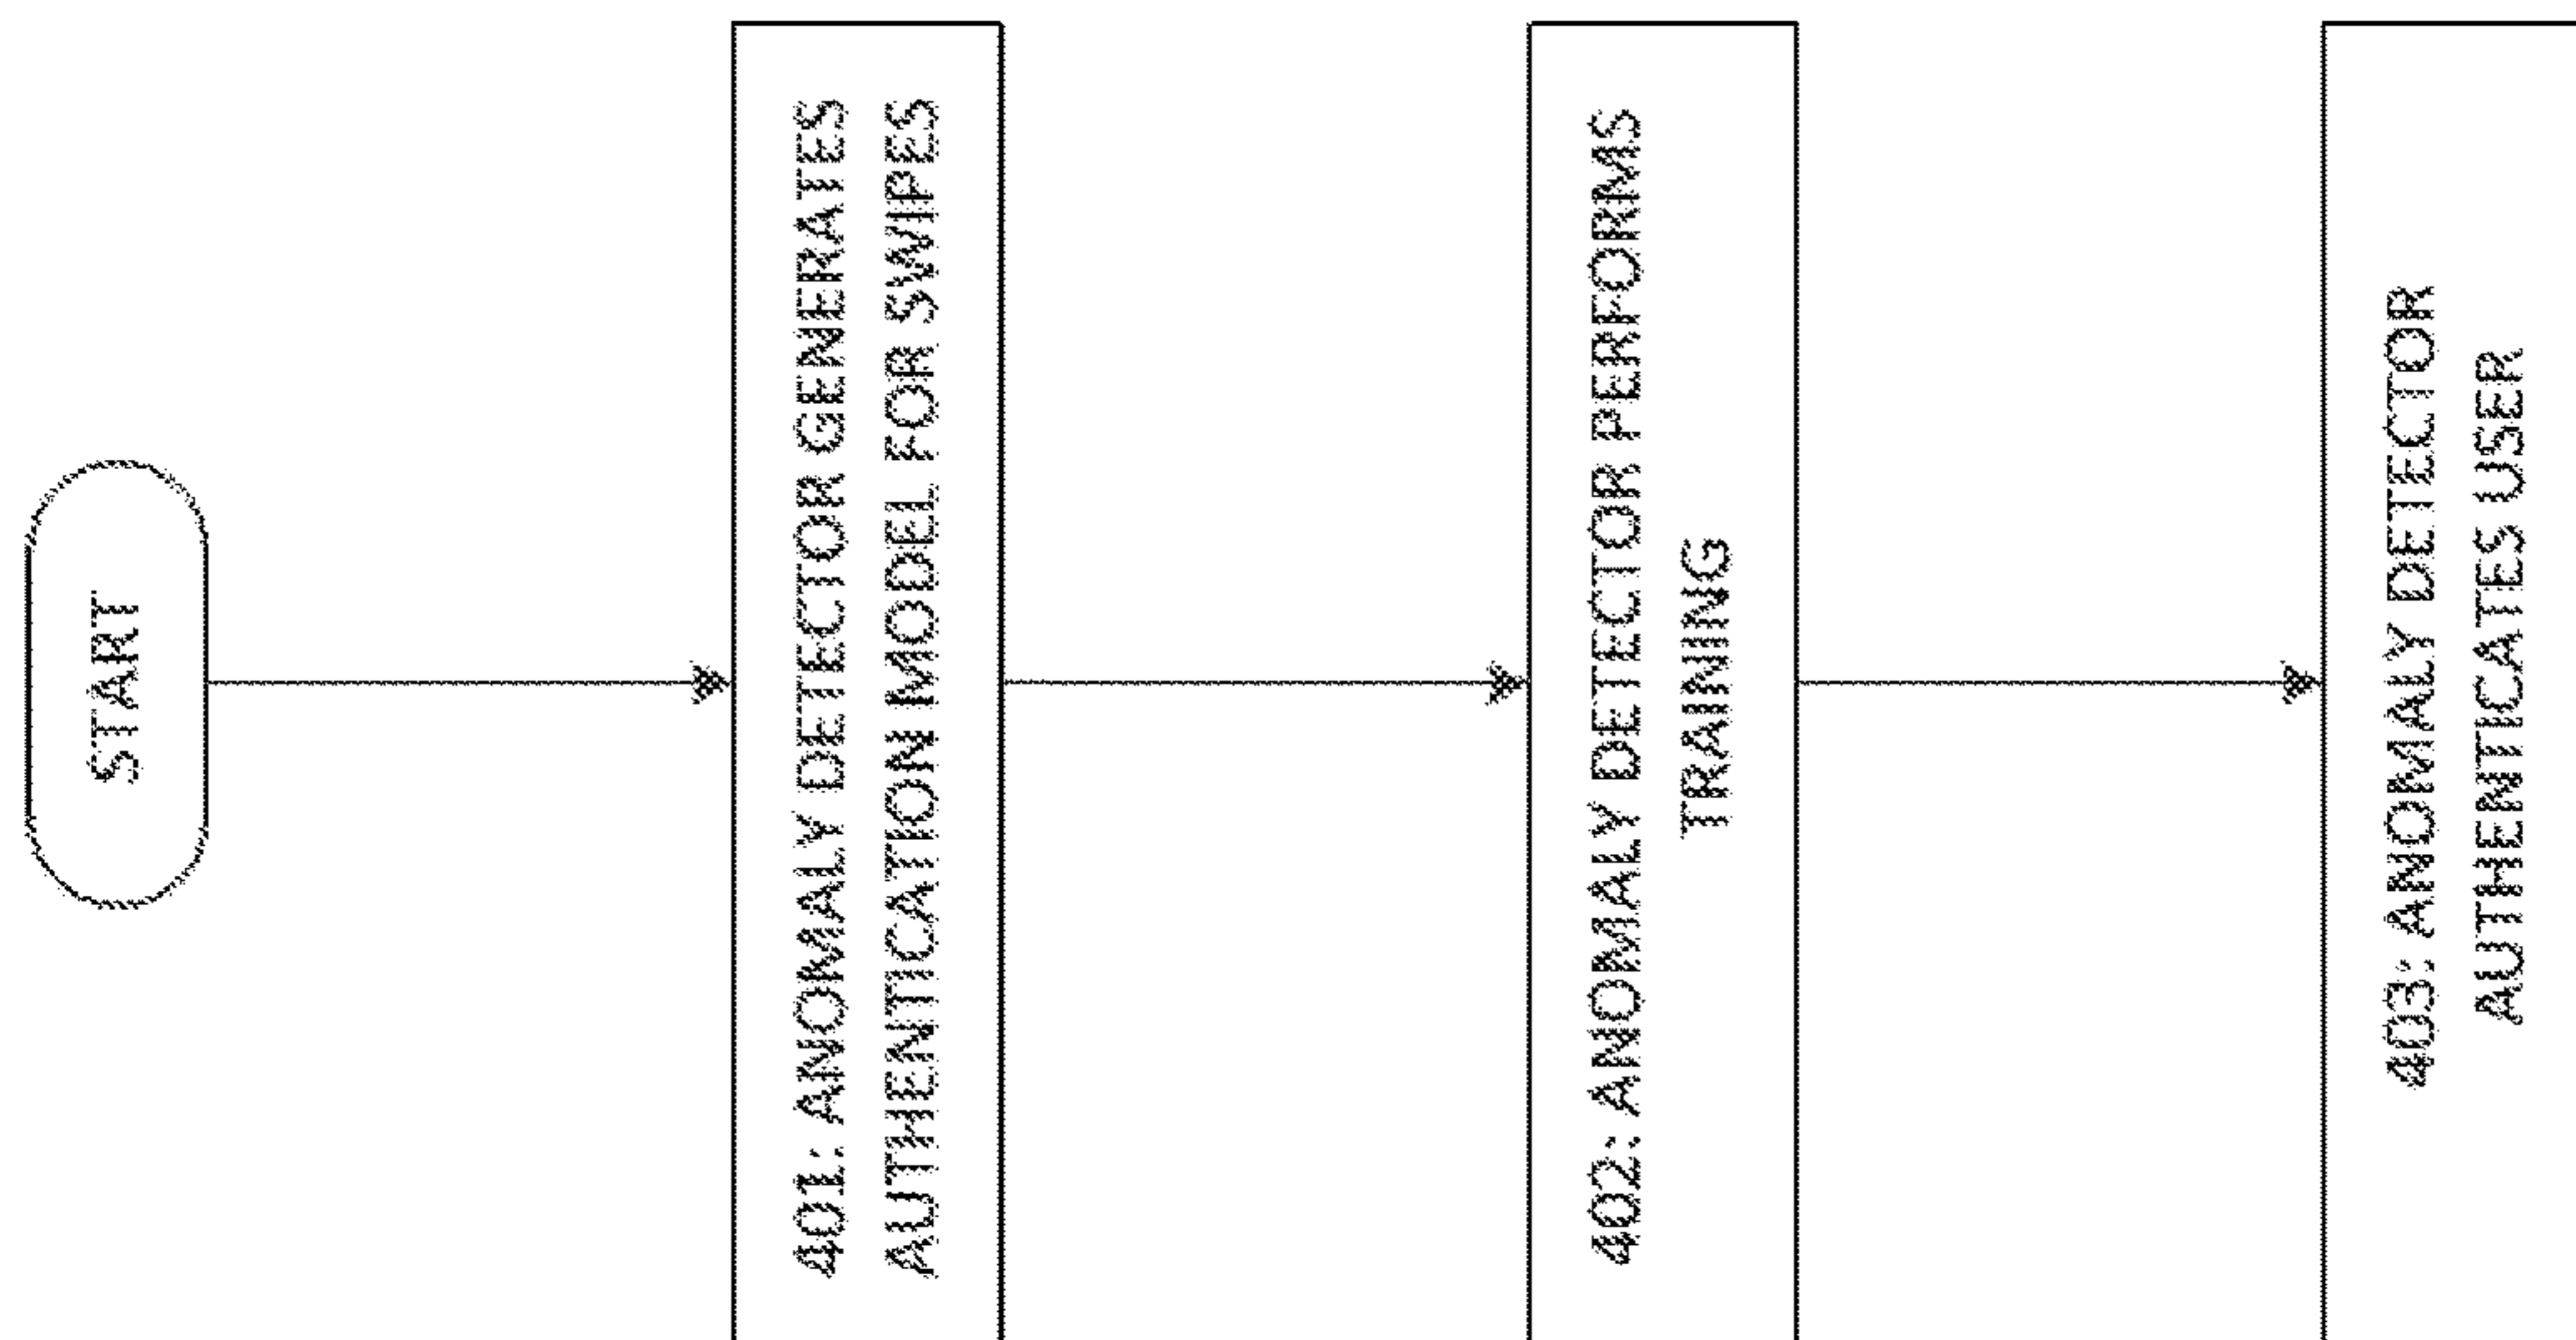 START
401: ANOMALY DETECTOR GENERATES
AUTHENTICATION MODEL FOR SWIPES
402: ANOMALY DETECTOR PERFORMS
TRAINING
403: ANOMALY DETECTOR
AUTHENTICATES USER